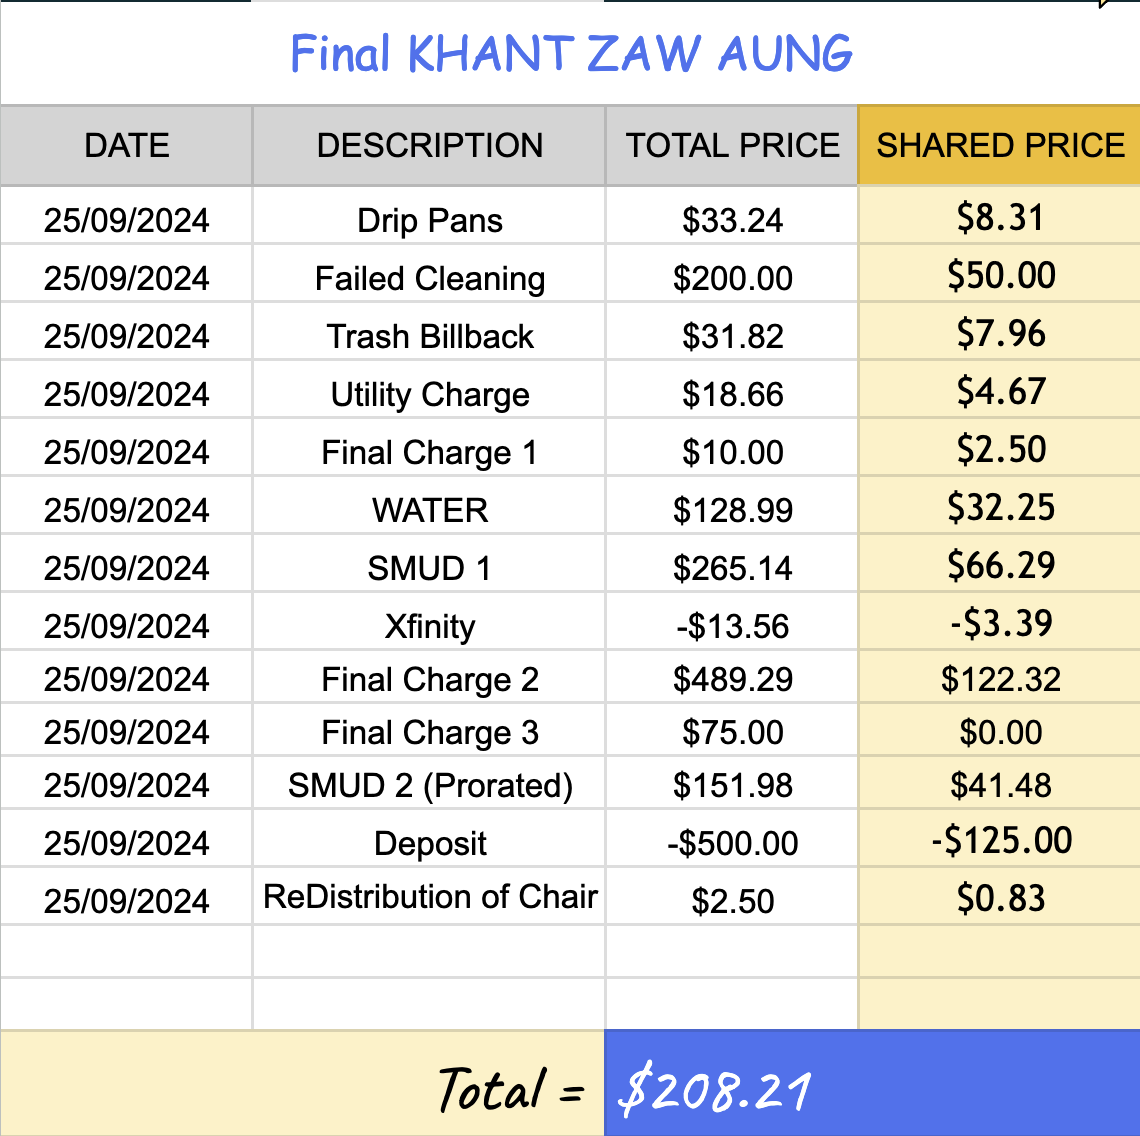 Final KHANT ZAW AUNG
DATE DESCRIPTION TOTAL PRICE SHARED PRICE
25/09/2024 Drip Pans $33.24 $8.31
25/09/2024 Failed Cleaning $200.00 $50.00
25/09/2024 Trash Billback $31.82 $7.96
25/09/2024 Utility Charge $18.66 $4.67
25/09/2024 Final Charge 1 $10.00 $2.50
25/09/2024 WATER $128.99 $32.25
25/09/2024 SMUD 1 $265.14 $66.29
25/09/2024 Xfinity -$13.56 -$3.39
25/09/2024 Final Charge 2 $489.29 $122.32
25/09/2024 Final Charge 3 $75.00 $0.00
25/09/2024 SMUD 2 (Prorated) $151.98 $41.48
25/09/2024 Deposit -$500.00 -$125.00
25/09/2024 ReDistribution of Chair $2.50 $0.83
Total = $208.21